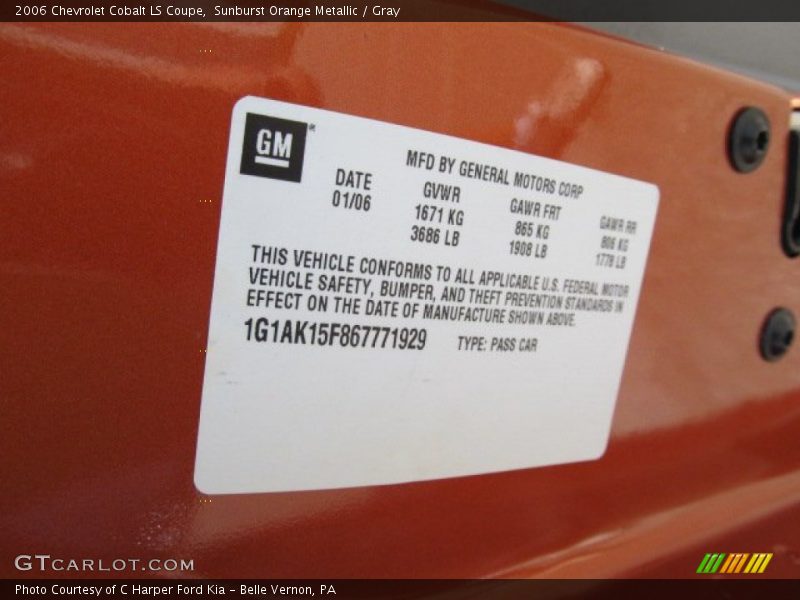 2006 Chevrolet Cobalt LS Coupe,  Sunburst Orange Metallic / Gray
GM®
MFD BY GENERAL MOTORS CORP
DATE GVWR GAWR FRT GAWR RR
01/06 1671 KG 865 KG 806 KG
3686 LB 1908 LB 1778 LB
THIS VEHICLE CONFORMS TO ALL APPLICABLE U.S. FEDERAL MOTOR
VEHICLE SAFETY, BUMPER, AND THEFT PREVENTION STANDARDS IN
EFFECT ON THE DATE OF MANUFACTURE SHOWN ABOVE.
1G1AK15F867771929 TYPE: PASS CAR
GTCARLOT.COM
Photo Courtesy of C Harper Ford Kia - Belle Vernon, PA